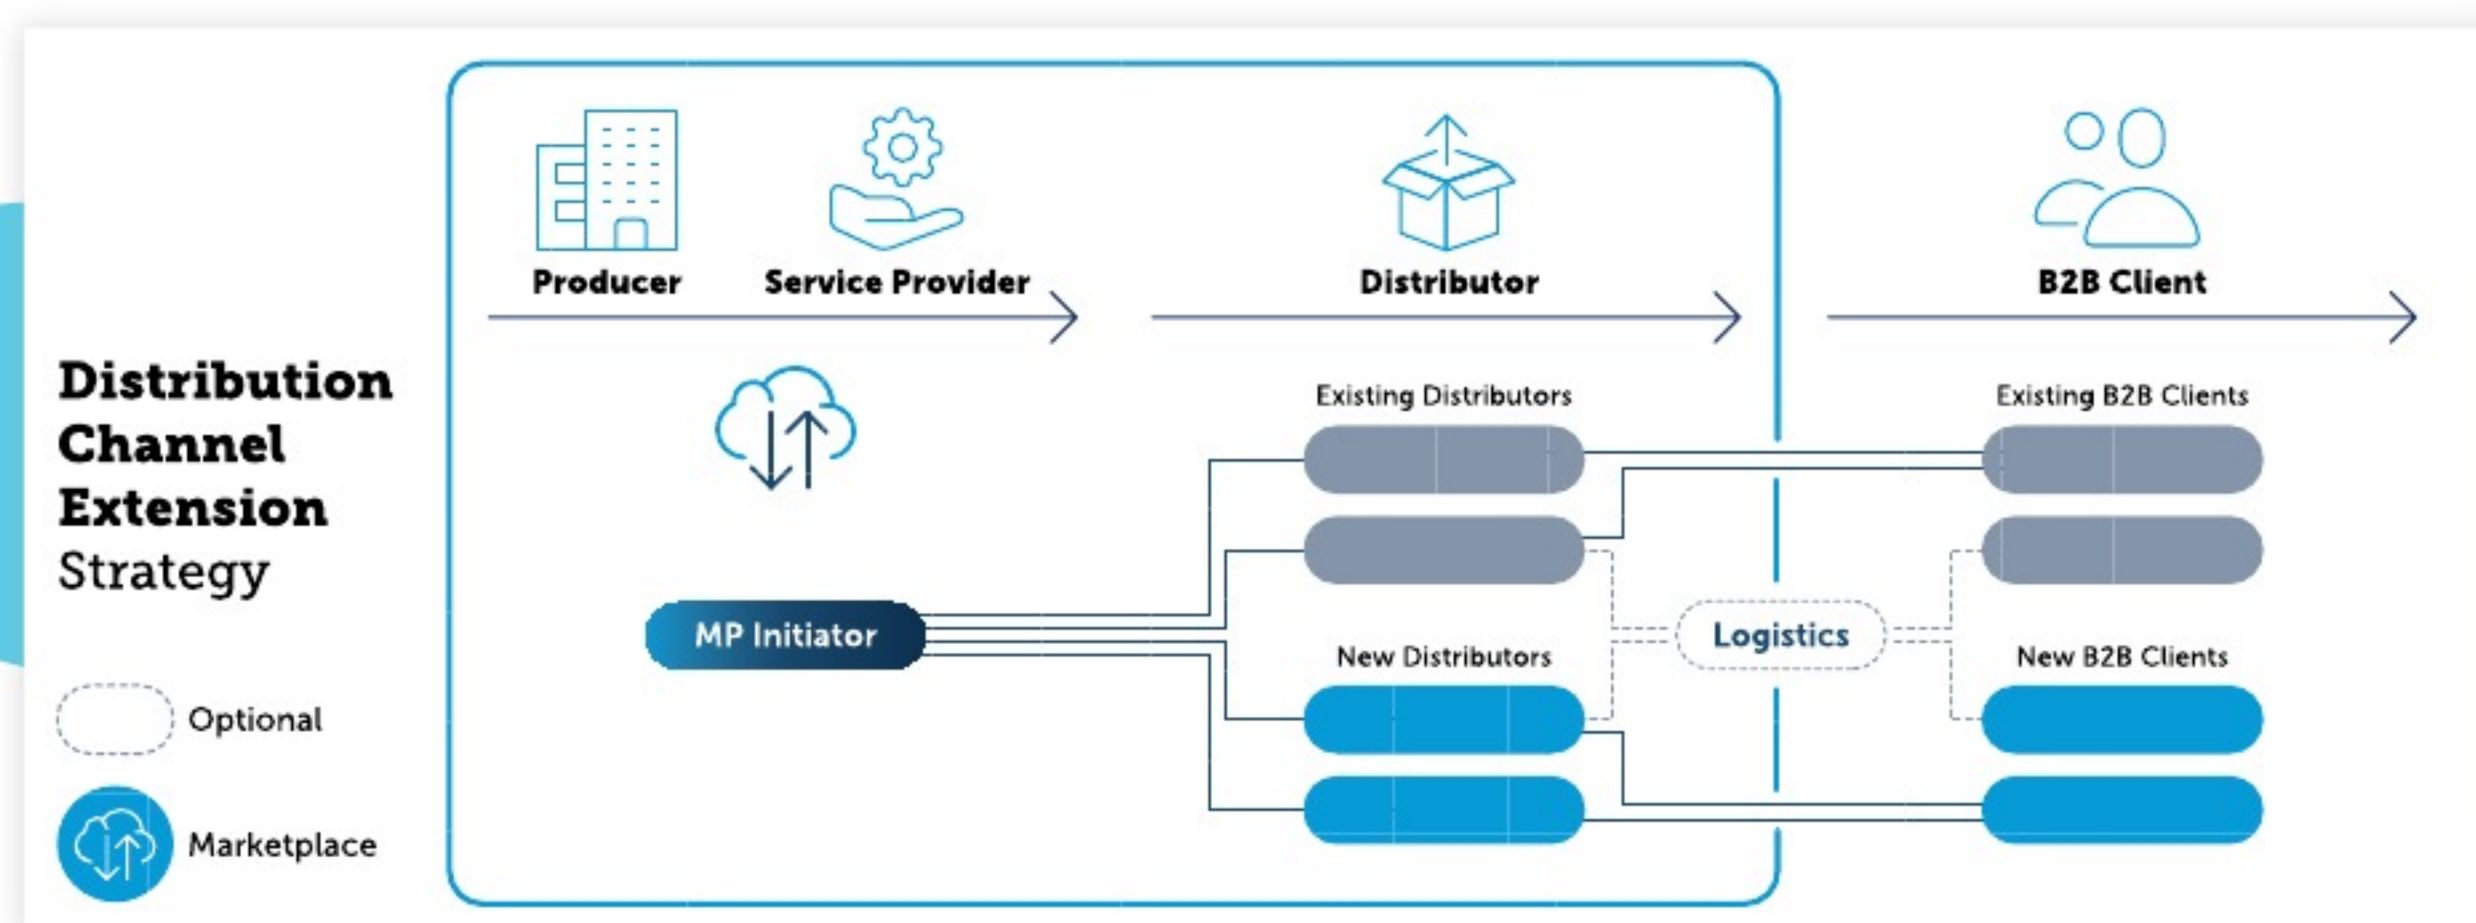 Distribution
Channel
Extension
Strategy
Optional
Marketplace
Producer
Service Provider
Distributor
B2B Client
MP Initiator
Existing Distributors
New Distributors
Logistics
Existing B2B Clients
New B2B Clients